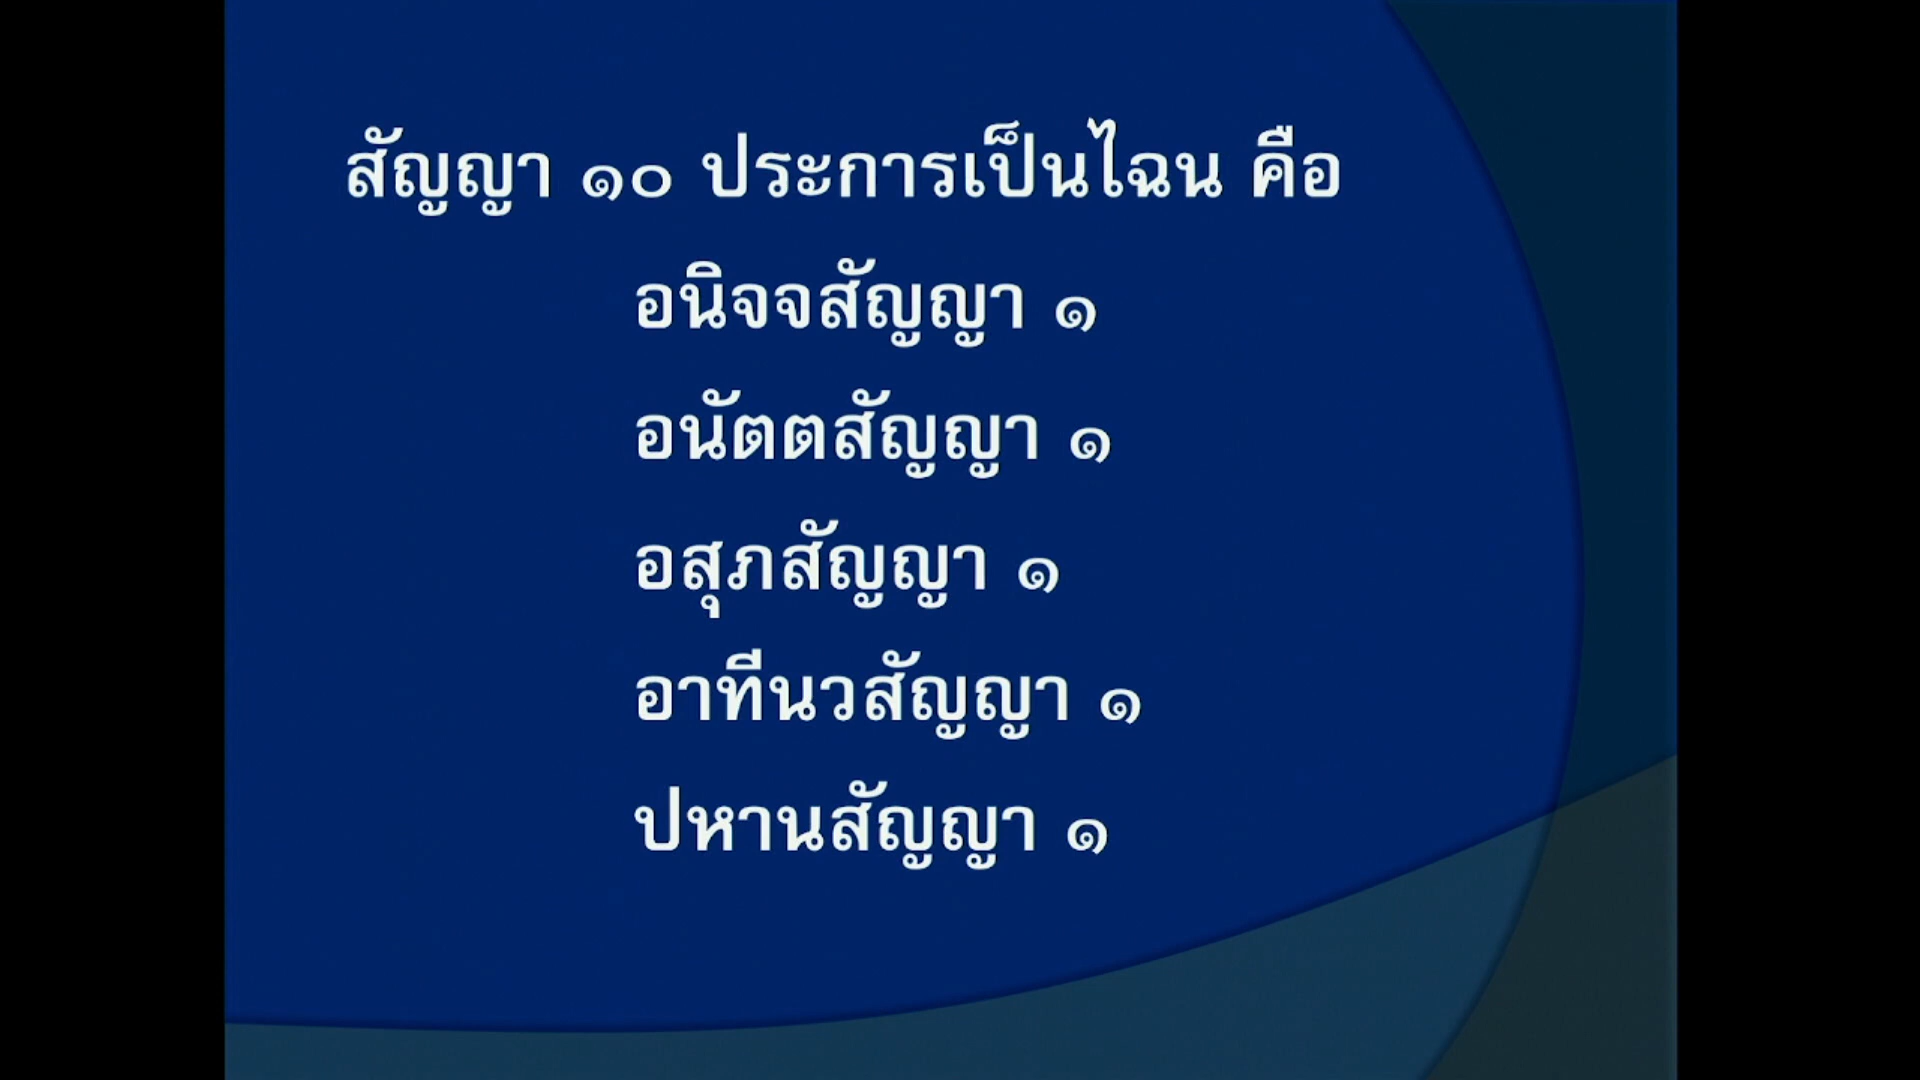 สัญญา ๑๐ ประการเป็นไฉน คือ
อนิจจสัญญา ๑
อนัตตสัญญา ๑
อสุภสัญญา ๑
อาทีนวสัญญา ๑
ปหานสัญญา ๑